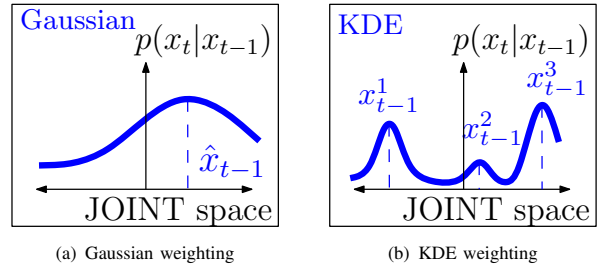 Gaussian
p(x_t|x_{t-1})
x̂_{t-1}
JOINT space
(a) Gaussian weighting
KDE
p(x_t|x_{t-1})
x^1_{t-1}
x^2_{t-1}
x^3_{t-1}
JOINT space
(b) KDE weighting